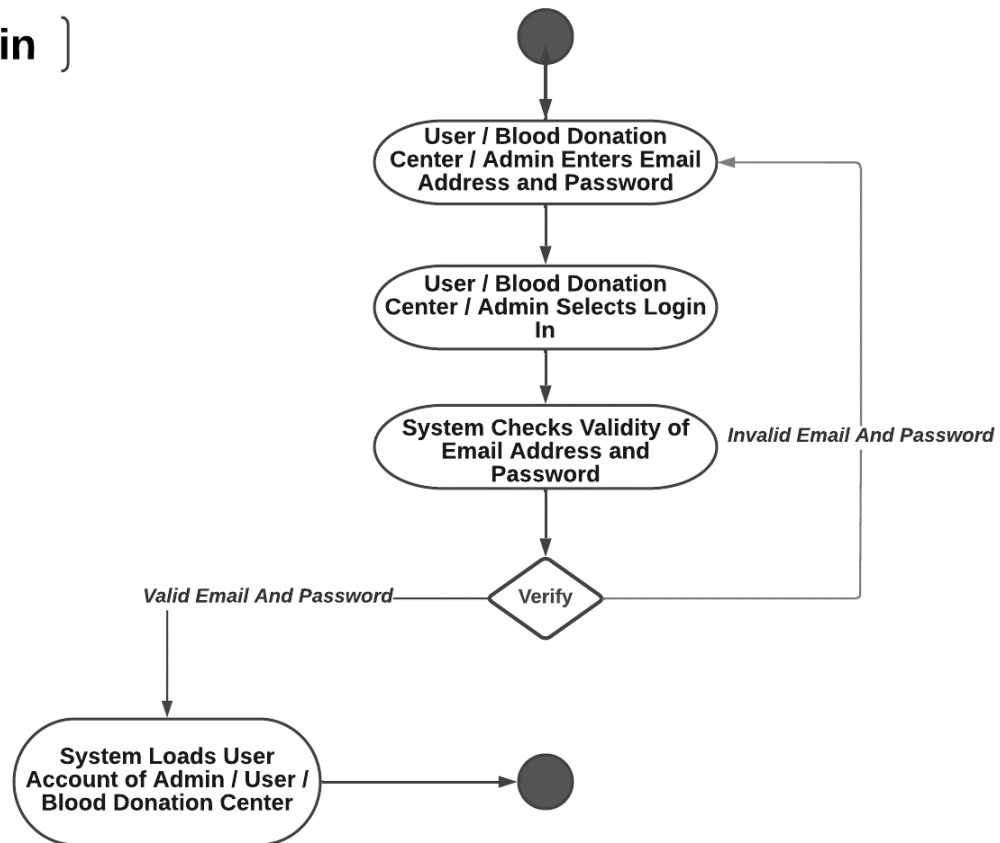 in
User / Blood Donation
Center / Admin Enters Email
Address and Password
User / Blood Donation
Center / Admin Selects Login
In
System Checks Validity of
Email Address and
Password
Invalid Email And Password
Valid Email And Password
Verify
System Loads User
Account of Admin / User /
Blood Donation Center